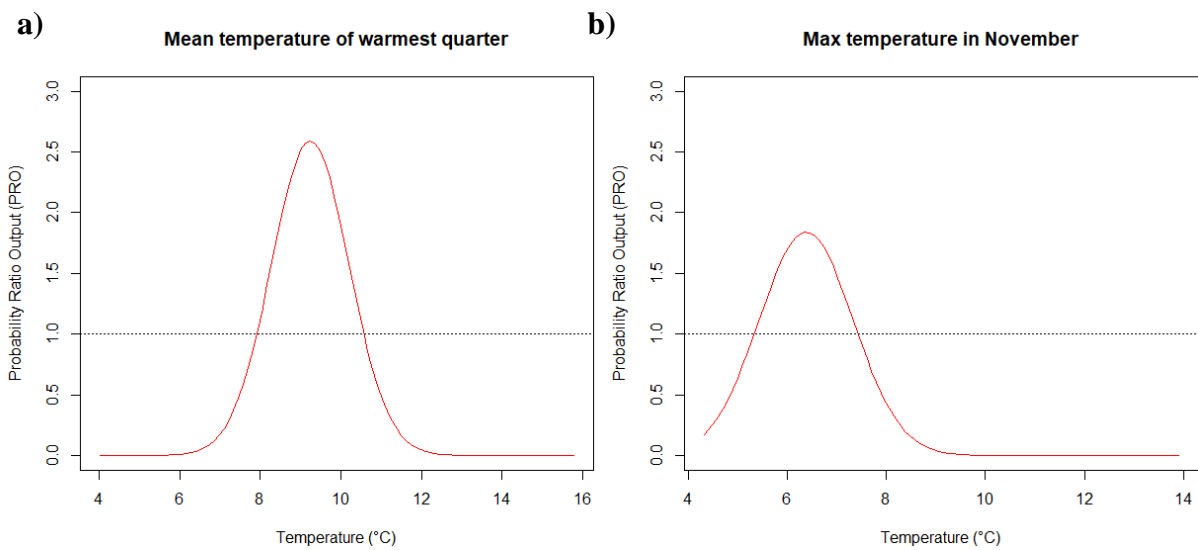 a)
Mean temperature of warmest quarter
Probability Ratio Output (PRO)
3.0
2.5
2.0
1.5
1.0
0.5
0.0
4 6 8 10 12 14 16
Temperature (°C)
b)
Max temperature in November
Probability Ratio Output (PRO)
3.0
2.5
2.0
1.5
1.0
0.5
0.0
4 6 8 10 12 14
Temperature (°C)